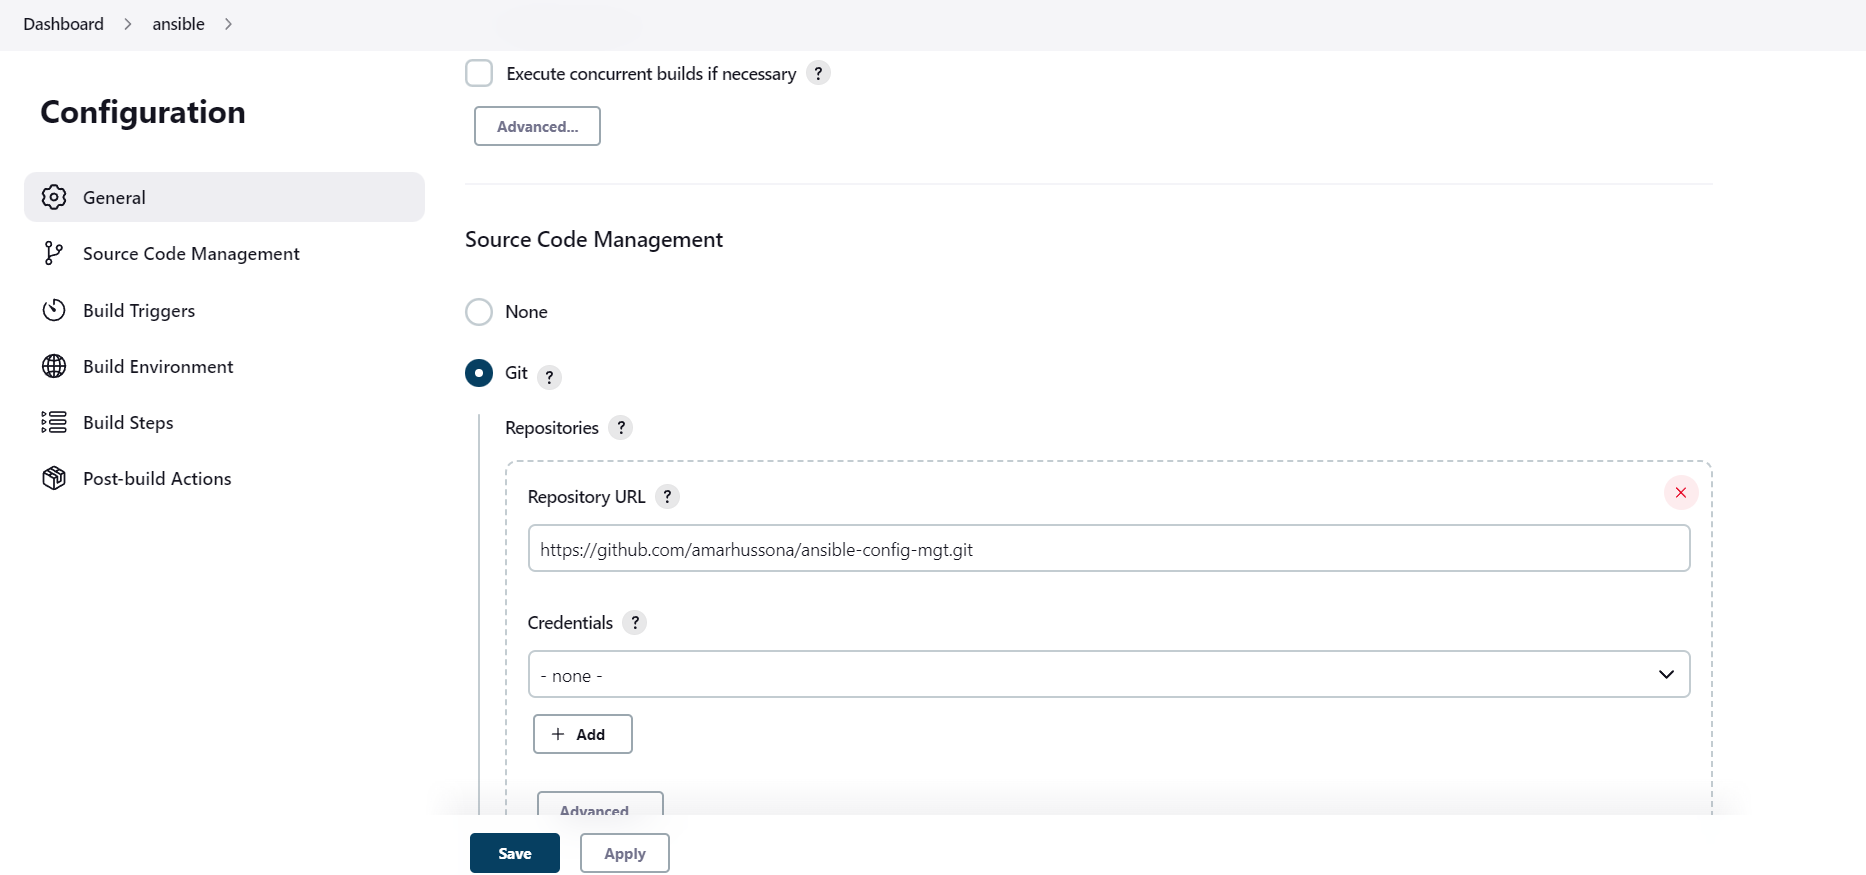 Dashboard > ansible >
Configuration
General
Source Code Management
Build Triggers
Build Environment
Build Steps
Post-build Actions
Execute concurrent builds if necessary ?
Advanced...
Source Code Management
None
Git ?
Repositories ?
Repository URL ?
https://github.com/amarhussona/ansible-config-mgt.git
Credentials ?
- none -
+ Add
Advanced
Save Apply